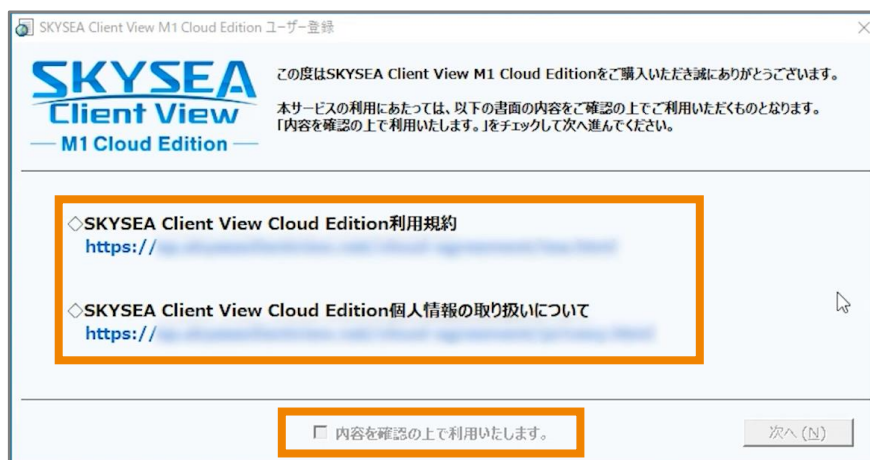 SKYSEA Client View M1 Cloud Edition ユーザー登録
SKYSEA
Client View
M1 Cloud Edition
この度はSKYSEA Client View M1 Cloud Editionをご購入いただき誠にありがとうございます。
本サービスの利用にあたっては、以下の書面の内容をご確認の上でご利用いただくものとなります。
「内容を確認の上で利用いたします。」をチェックして次へ進んでください。
◇SKYSEA Client View Cloud Edition利用規約
https://
◇SKYSEA Client View Cloud Edition個人情報の取り扱いについて
https://
内容を確認の上で利用いたします。
次へ(N)